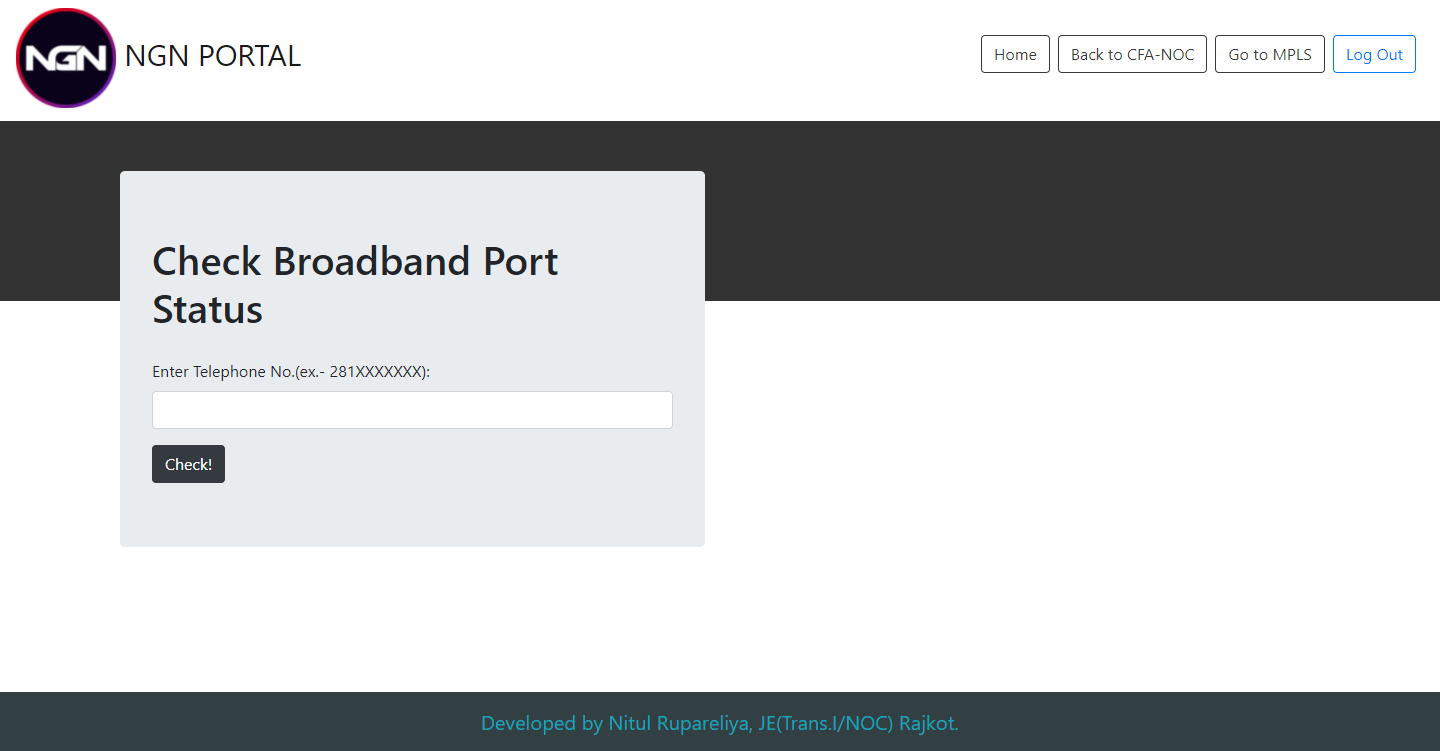 NGN
NGN PORTAL
Home
Back to CFA-NOC
Go to MPLS
Log Out
Check Broadband Port
Status
Enter Telephone No.(ex.- 281XXXXXXX):
Check!
Developed by Nitul Rupareliya, JE(Trans.I/NOC) Rajkot.